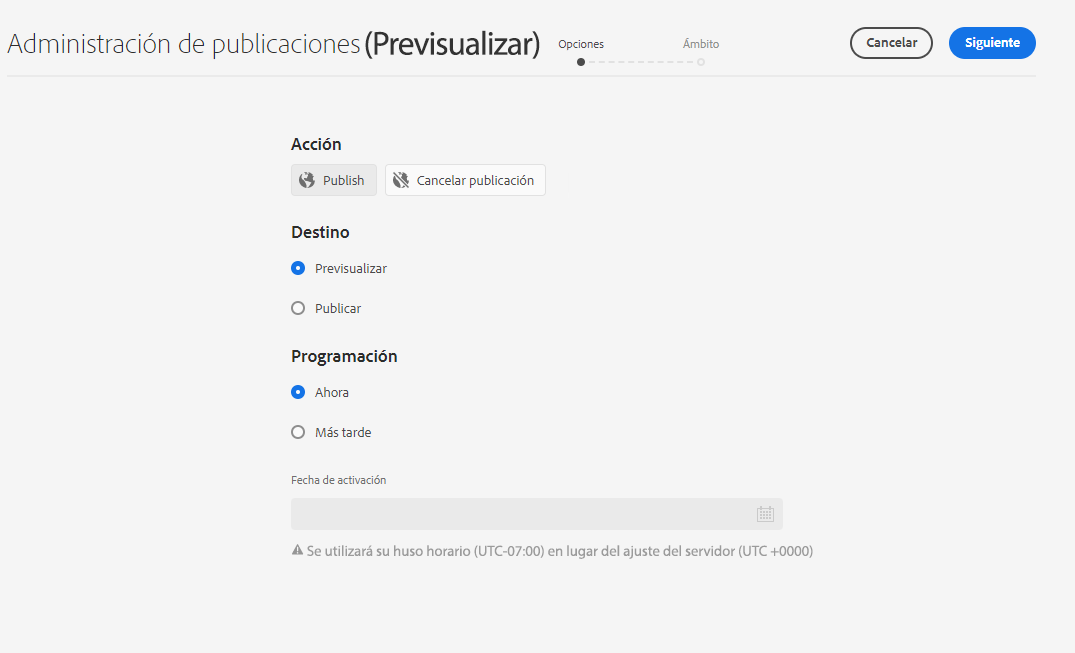 Administración de publicaciones (Previsualizar)
Opciones
Ámbito
Cancelar
Siguiente
Acción
Publish
Cancelar publicación
Destino
Previsualizar
Publicar
Programación
Ahora
Más tarde
Fecha de activación
Se utilizará su huso horario (UTC-07:00) en lugar del ajuste del servidor (UTC +0000)